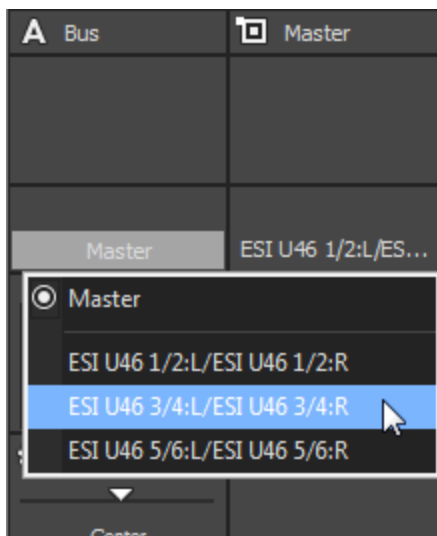 A Bus
Master
Master
ESI U46 1/2:L/ES...
Master
ESI U46 1/2:L/ESI U46 1/2:R
ESI U46 3/4:L/ESI U46 3/4:R
ESI U46 5/6:L/ESI U46 5/6:R
Center